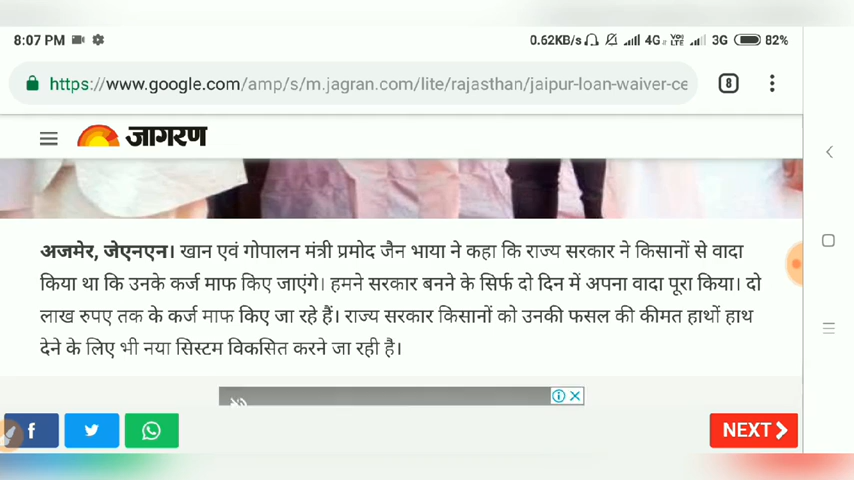 8:07 PM 0.62KB/s 4G VO LTE 3G 82%
https://www.google.com/amp/s/m.jagran.com/lite/rajasthan/jaipur-loan-waiver-ce 8
जागरण
अजमेर, जेएनएन। खान एवं गोपालन मंत्री प्रमोद जैन भाया ने कहा कि राज्य सरकार ने किसानों से वादा
किया था कि उनके कर्ज माफ किए जाएंगे। हमने सरकार बनने के सिर्फ दो दिन में अपना वादा पूरा किया। दो
लाख रुपए तक के कर्ज माफ किए जा रहे हैं। राज्य सरकार किसानों को उनकी फसल की कीमत हाथों हाथ
देने के लिए भी नया सिस्टम विकसित करने जा रही है।
NEXT